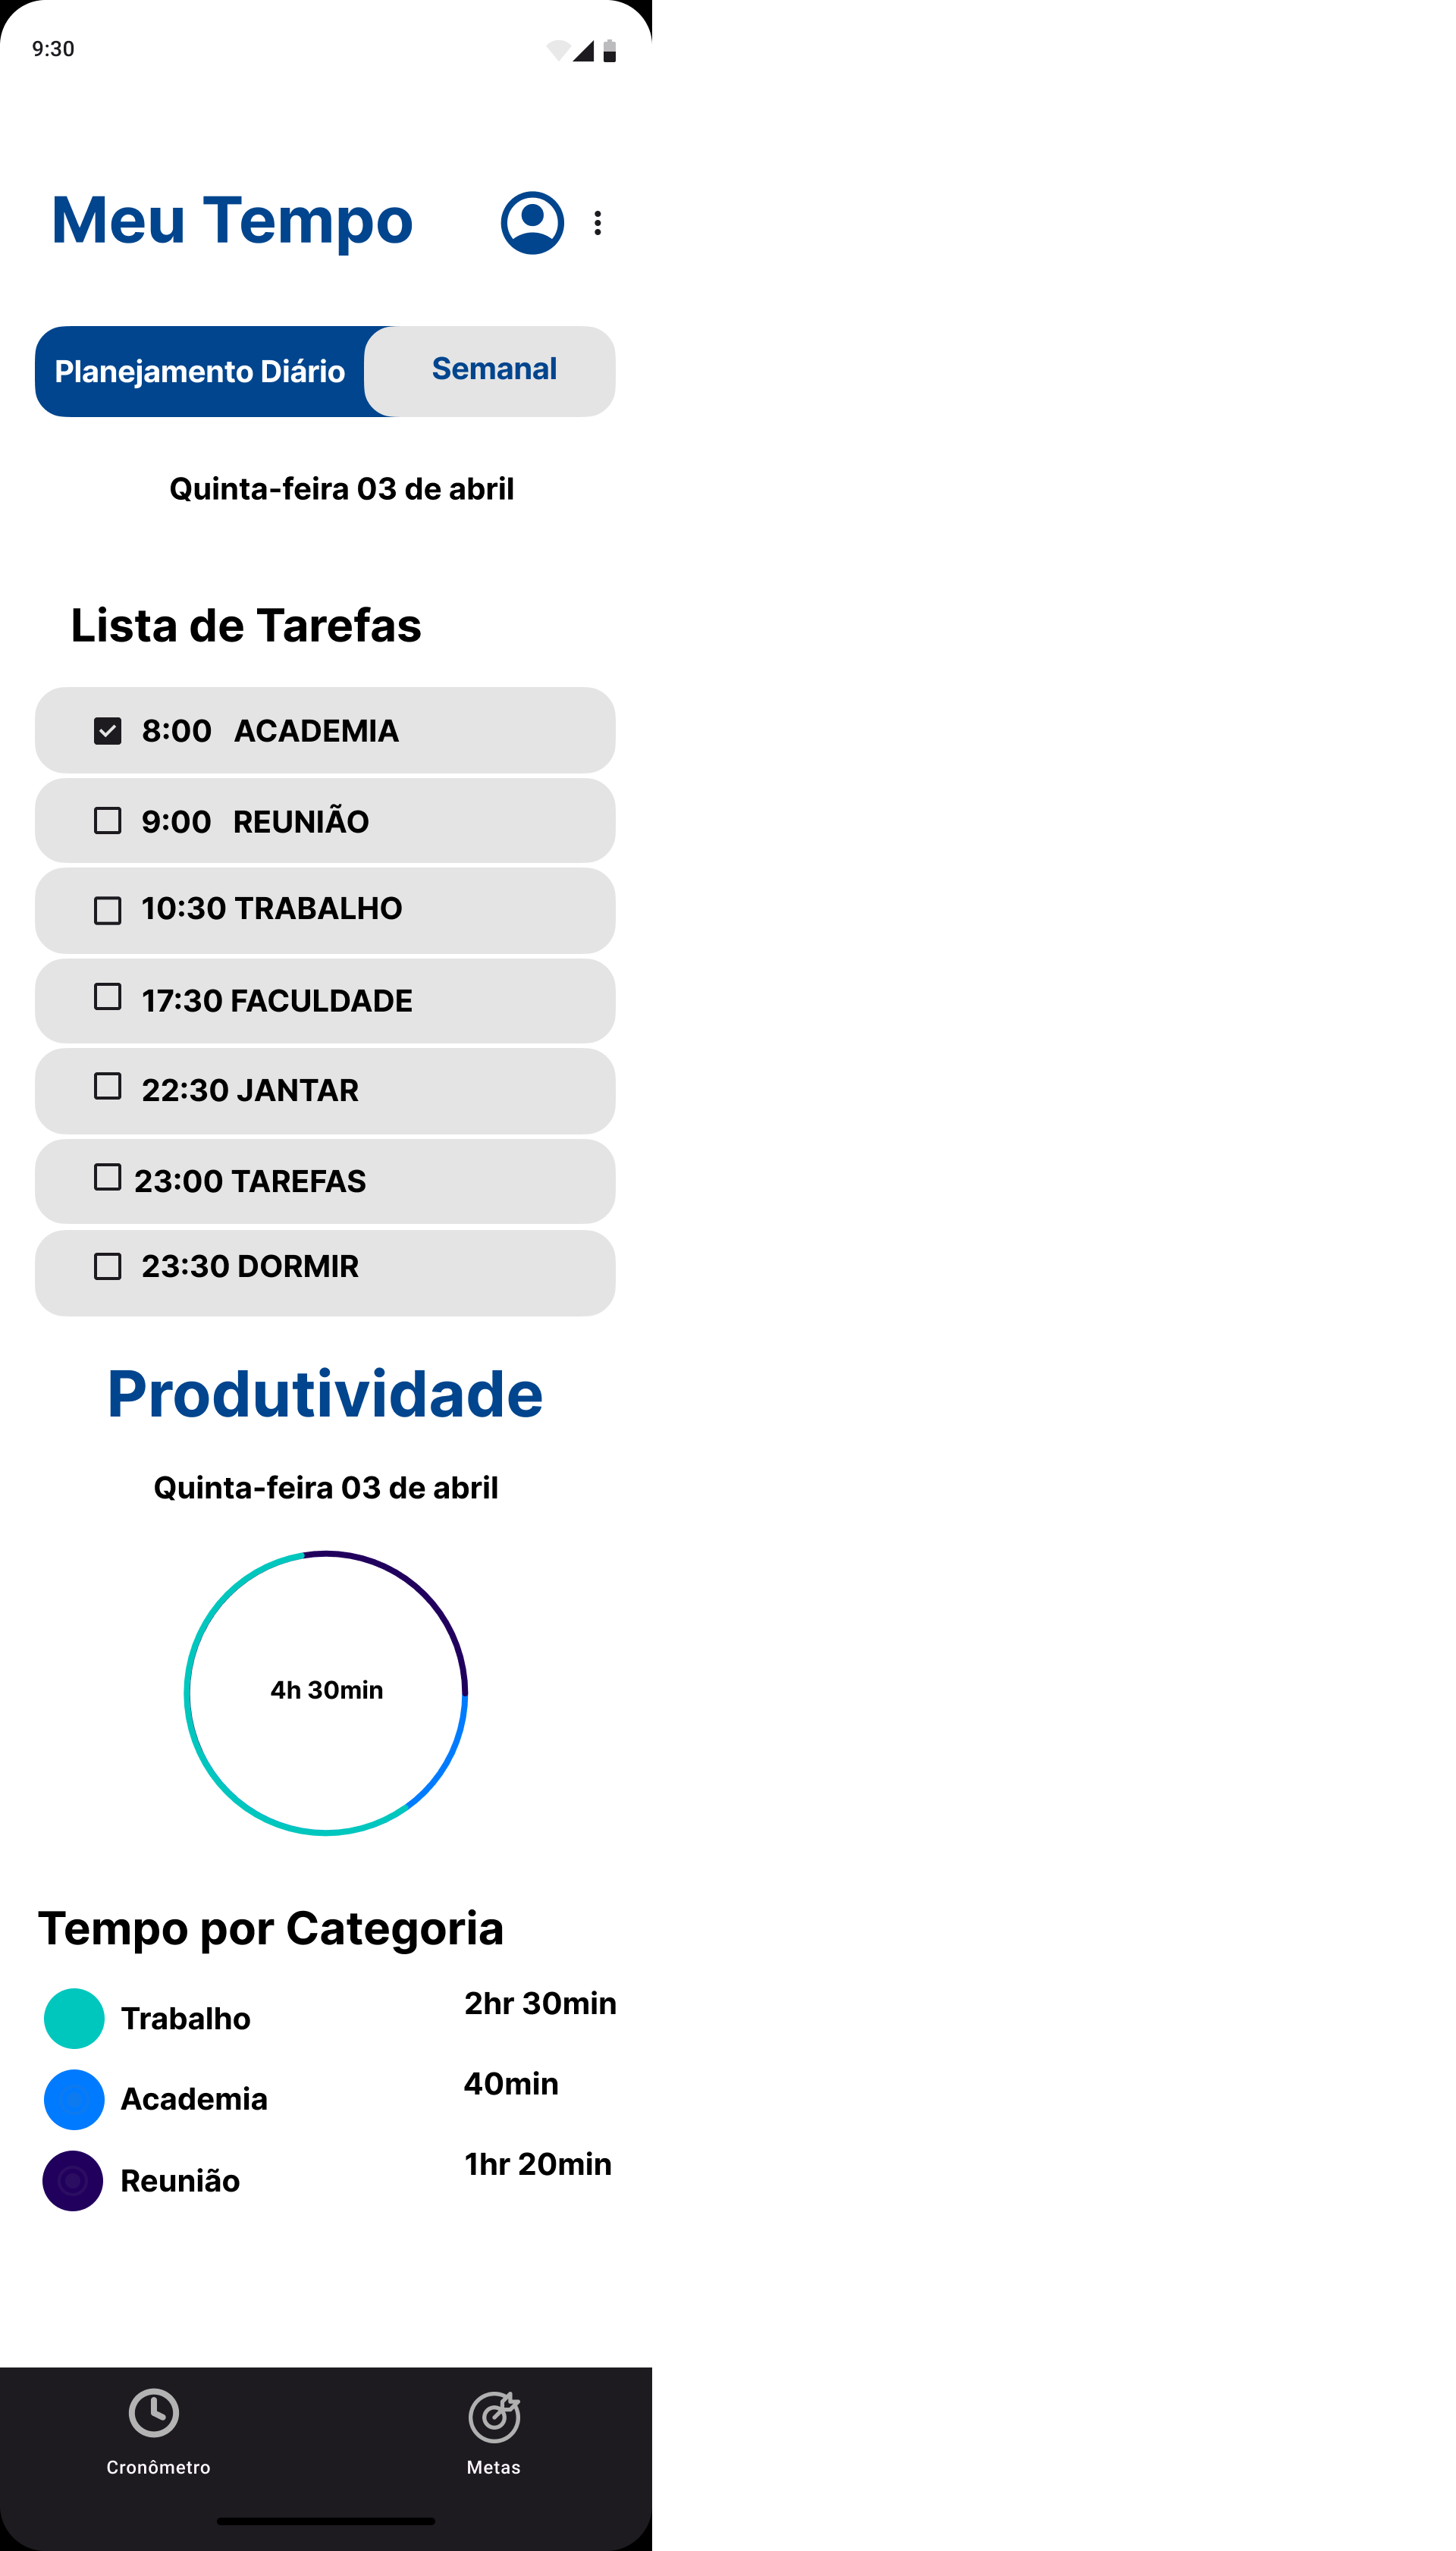 9:30
Meu Tempo
Planejamento Diário
Semanal
Quinta-feira 03 de abril
Lista de Tarefas
8:00 ACADEMIA
9:00 REUNIÃO
10:30 TRABALHO
17:30 FACULDADE
22:30 JANTAR
23:00 TAREFAS
23:30 DORMIR
Produtividade
Quinta-feira 03 de abril
4h 30min
Tempo por Categoria
Trabalho 2hr 30min
Academia 40min
Reunião 1hr 20min
Cronômetro
Metas